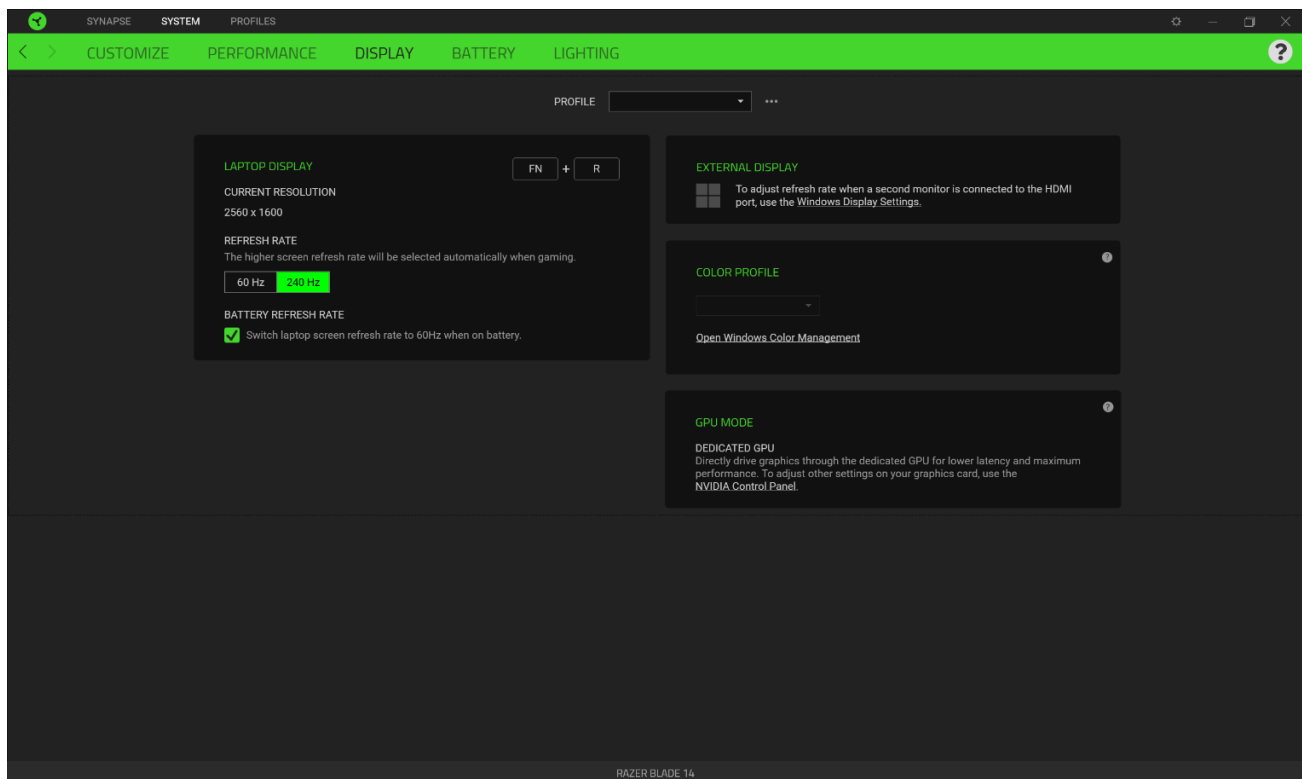 SYNAPSE SYSTEM PROFILES
CUSTOMIZE PERFORMANCE DISPLAY BATTERY LIGHTING ?
PROFILE
LAPTOP DISPLAY FN + R
CURRENT RESOLUTION
2560 x 1600
REFRESH RATE
The higher screen refresh rate will be selected automatically when gaming.
60 Hz 240 Hz
BATTERY REFRESH RATE
Switch laptop screen refresh rate to 60Hz when on battery.
EXTERNAL DISPLAY
To adjust refresh rate when a second monitor is connected to the HDMI
port, use the Windows Display Settings.
COLOR PROFILE ?
Open Windows Color Management
GPU MODE ?
DEDICATED GPU
Directly drive graphics through the dedicated GPU for lower latency and maximum
performance. To adjust other settings on your graphics card, use the
NVIDIA Control Panel.
RAZER BLADE 14